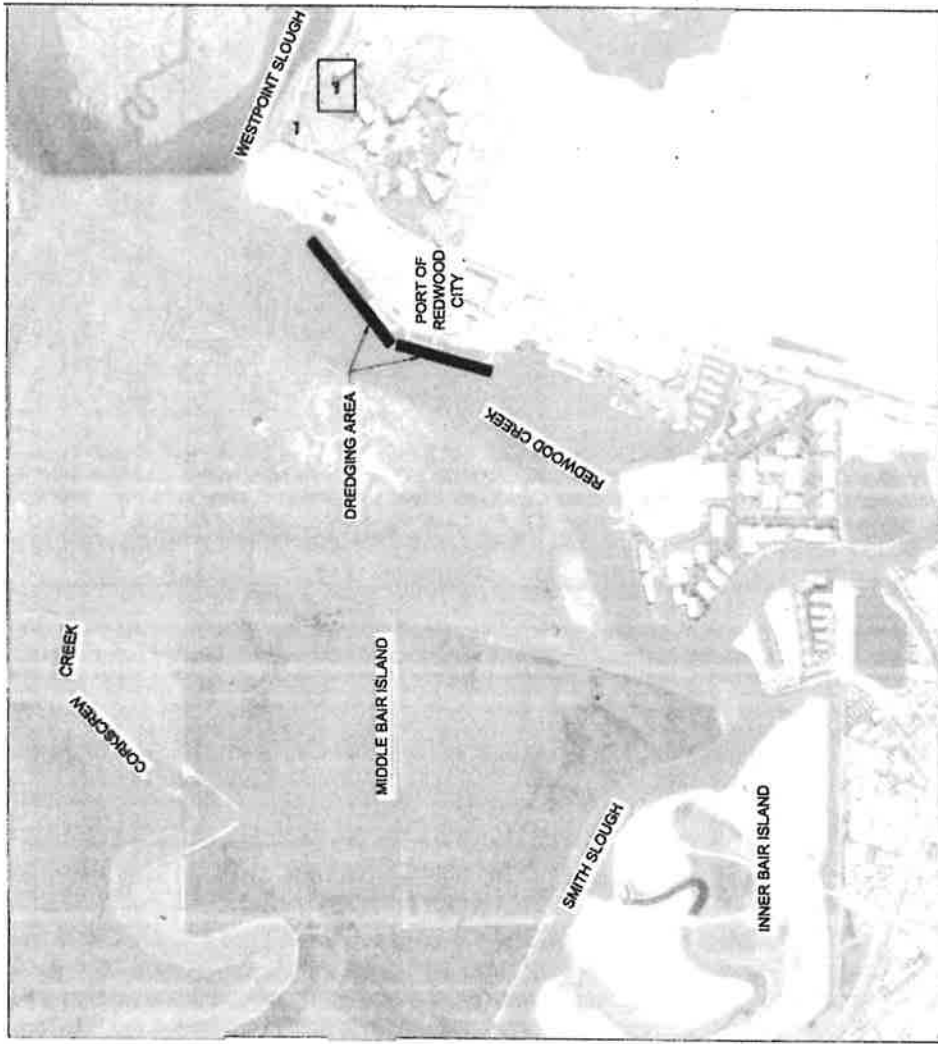 CORKSCREW
CREEK
WESTPOINT SLOUGH
DREDGING AREA
MIDDLE BAIR ISLAND
PORT OF
REDWOOD
CITY
REDWOOD CREEK
SMITH SLOUGH
INNER BAIR ISLAND